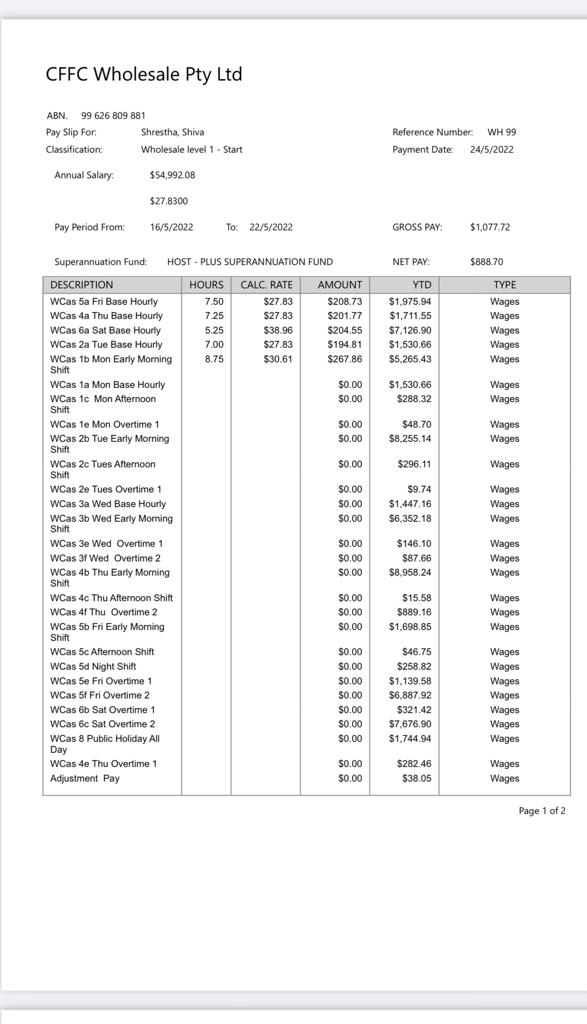 CFFC Wholesale Pty Ltd
ABN. 99 626 809 881
Pay Slip For: Shrestha, Shiva Reference Number: WH 99
Classification: Wholesale level 1 - Start Payment Date: 24/5/2022
Annual Salary: $54,992.08
$27.8300
Pay Period From: 16/5/2022 To: 22/5/2022 GROSS PAY: $1,077.72
Superannuation Fund: HOST - PLUS SUPERANNUATION FUND NET PAY: $888.70
DESCRIPTION HOURS CALC. RATE AMOUNT YTD TYPE
WCas 5a Fri Base Hourly 7.50 $27.83 $208.73 $1,975.94 Wages
WCas 4a Thu Base Hourly 7.25 $27.83 $201.77 $1,711.55 Wages
WCas 6a Sat Base Hourly 5.25 $38.96 $204.55 $7,126.90 Wages
WCas 2a Tue Base Hourly 7.00 $27.83 $194.81 $1,530.66 Wages
WCas 1b Mon Early Morning 8.75 $30.61 $267.86 $5,265.43 Wages
Shift
WCas 1a Mon Base Hourly $0.00 $1,530.66 Wages
WCas 1c Mon Afternoon $0.00 $288.32 Wages
Shift
WCas 1e Mon Overtime 1 $0.00 $48.70 Wages
WCas 2b Tue Early Morning $0.00 $8,255.14 Wages
Shift
WCas 2c Tues Afternoon $0.00 $296.11 Wages
Shift
WCas 2e Tues Overtime 1 $0.00 $9.74 Wages
WCas 3a Wed Base Hourly $0.00 $1,447.16 Wages
WCas 3b Wed Early Morning $0.00 $6,352.18 Wages
Shift
WCas 3e Wed Overtime 1 $0.00 $146.10 Wages
WCas 3f Wed Overtime 2 $0.00 $87.66 Wages
WCas 4b Thu Early Morning $0.00 $8,958.24 Wages
Shift
WCas 4c Thu Afternoon Shift $0.00 $15.58 Wages
WCas 4f Thu Overtime 2 $0.00 $889.16 Wages
WCas 5b Fri Early Morning $0.00 $1,698.85 Wages
Shift
WCas 5c Afternoon Shift $0.00 $46.75 Wages
WCas 5d Night Shift $0.00 $258.82 Wages
WCas 5e Fri Overtime 1 $0.00 $1,139.58 Wages
WCas 5f Fri Overtime 2 $0.00 $6,887.92 Wages
WCas 6b Sat Overtime 1 $0.00 $321.42 Wages
WCas 6c Sat Overtime 2 $0.00 $7,676.90 Wages
WCas 8 Public Holiday All $0.00 $1,744.94 Wages
Day
WCas 4e Thu Overtime 1 $0.00 $282.46 Wages
Adjustment Pay $0.00 $38.05 Wages
Page 1 of 2